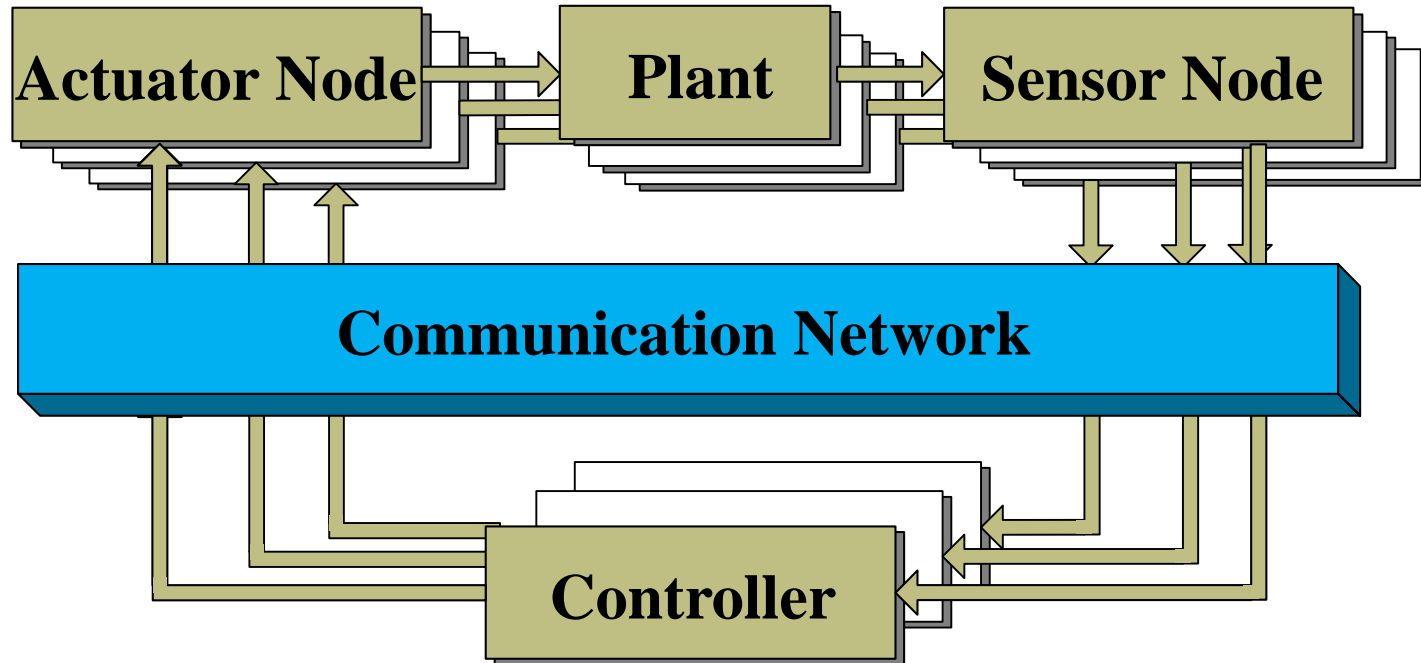 Actuator Node
Plant
Sensor Node
Communication Network
Controller